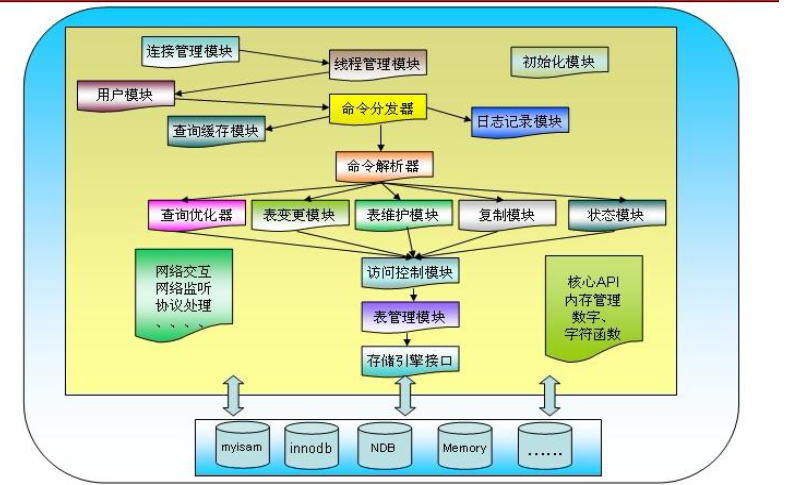 连接管理模块
线程管理模块
初始化模块
用户模块
命令分发器
查询缓存模块
日志记录模块
命令解析器
查询优化器
表变更模块
表维护模块
复制模块
状态模块
网络交互
网络监听
协议处理
、、、、
访问控制模块
核心API
内存管理
数字、
字符函数
表管理模块
存储引擎接口
myisam
innodb
NDB
Memory
……